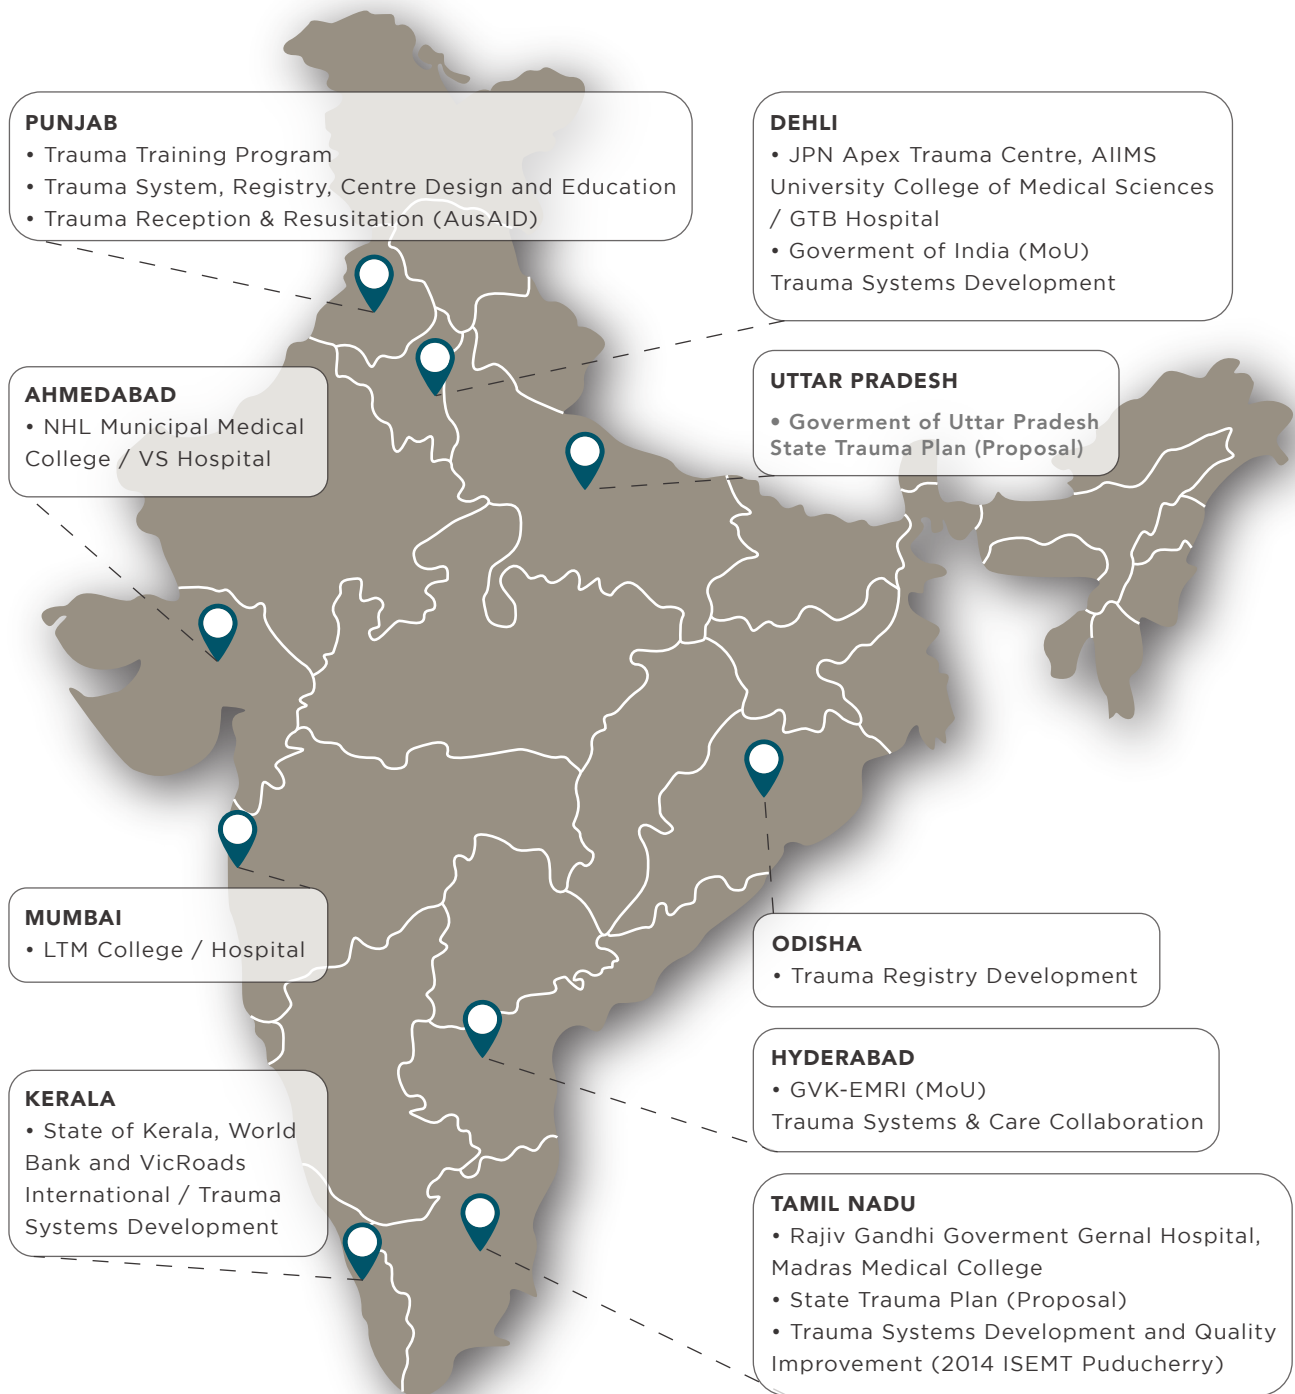 PUNJAB
• Trauma Training Program
• Trauma System, Registry, Centre Design and Education
• Trauma Reception & Resusitation (AusAID)
DEHLI
• JPN Apex Trauma Centre, AIIMS
University College of Medical Sciences
/ GTB Hospital
• Goverment of India (MoU)
Trauma Systems Development
AHMEDABAD
• NHL Municipal Medical
College / VS Hospital
UTTAR PRADESH
• Goverment of Uttar Pradesh
State Trauma Plan (Proposal)
MUMBAI
• LTM College / Hospital
ODISHA
• Trauma Registry Development
HYDERABAD
• GVK-EMRI (MoU)
Trauma Systems & Care Collaboration
KERALA
• State of Kerala, World
Bank and VicRoads
International / Trauma
Systems Development
TAMIL NADU
• Rajiv Gandhi Goverment Gernal Hospital,
Madras Medical College
• State Trauma Plan (Proposal)
• Trauma Systems Development and Quality
Improvement (2014 ISEMT Puducherry)